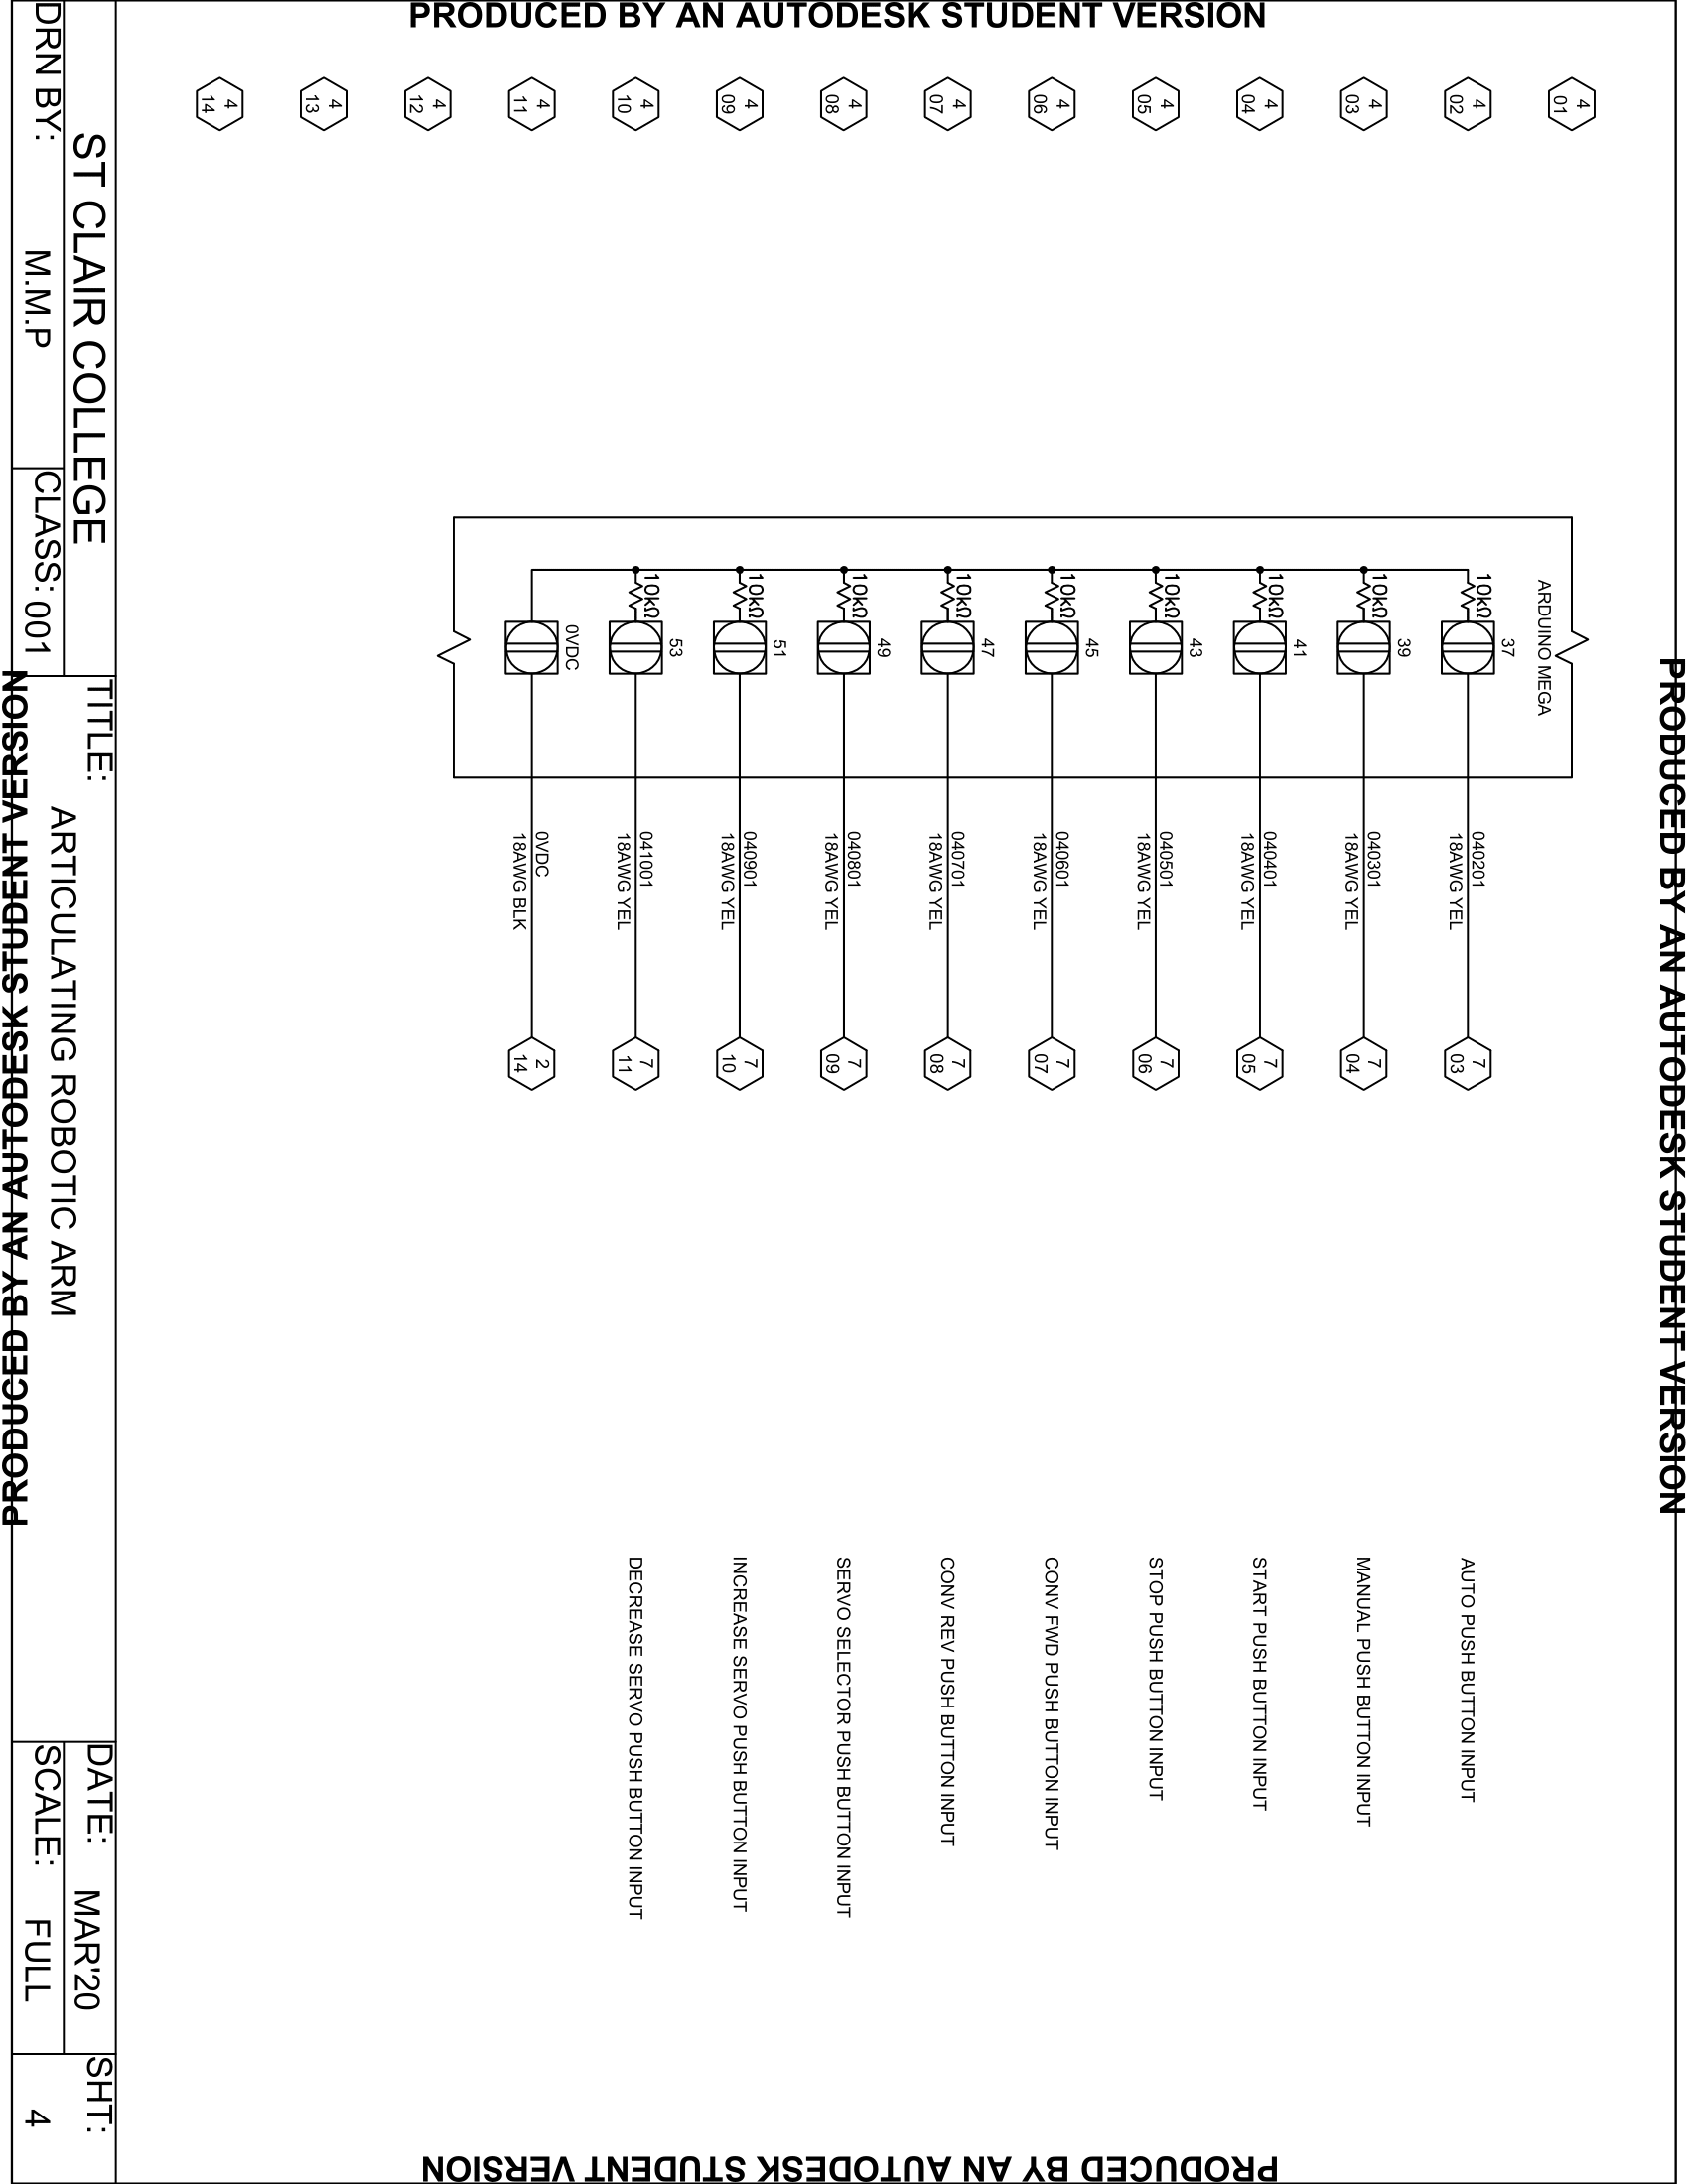 PRODUCED BY AN AUTODESK STUDENT VERSION
PRODUCED BY AN AUTODESK STUDENT VERSION
PRODUCED BY AN AUTODESK STUDENT VERSION
PRODUCED BY AN AUTODESK STUDENT VERSION
4
01
ARDUINO MEGA
4
02
10kΩ
37
040201
18AWG YEL
7
03
AUTO PUSH BUTTON INPUT
4
03
10kΩ
39
040301
18AWG YEL
7
04
MANUAL PUSH BUTTON INPUT
4
04
10kΩ
41
040401
18AWG YEL
7
05
START PUSH BUTTON INPUT
4
05
10kΩ
43
040501
18AWG YEL
7
06
STOP PUSH BUTTON INPUT
4
06
10kΩ
45
040601
18AWG YEL
7
07
CONV FWD PUSH BUTTON INPUT
4
07
10kΩ
47
040701
18AWG YEL
7
08
CONV REV PUSH BUTTON INPUT
4
08
10kΩ
49
040801
18AWG YEL
7
09
SERVO SELECTOR PUSH BUTTON INPUT
4
09
10kΩ
51
040901
18AWG YEL
7
10
INCREASE SERVO PUSH BUTTON INPUT
4
10
10kΩ
53
041001
18AWG YEL
7
11
DECREASE SERVO PUSH BUTTON INPUT
4
11
0VDC
0VDC
18AWG BLK
2
14
4
12
4
13
4
14
ST CLAIR COLLEGE
DRN BY: M.M.P
CLASS: 001
TITLE:
ARTICULATING ROBOTIC ARM
DATE: MAR'20
SCALE: FULL
SHT:
4